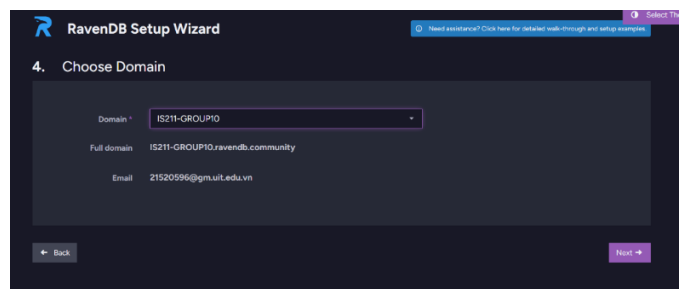 Select The
RavenDB Setup Wizard
Need assistance? Click here for detailed walk-through and setup examples.
4. Choose Domain
Domain *
IS211-GROUP10
Full domain
IS211-GROUP10.ravendb.community
Email
21520596@gm.uit.edu.vn
← Back
Next →